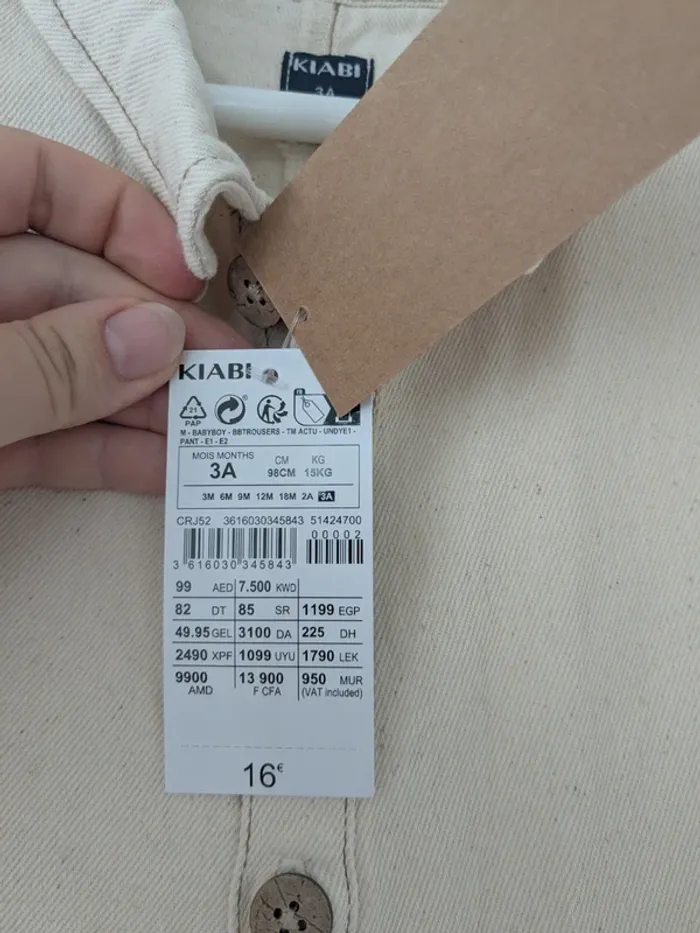 KIABI
3A
KIABI
21
PAP
FR
M - BABYBOY - BBTROUSERS - TM ACTU - UNDYE1 -
PANT - E1 - E2
MOIS MONTHS CM KG
3A 98CM 15KG
3M 6M 9M 12M 18M 2A 3A
CRJ52 3616030345843 51424700
00002
3 616030 345843
99 AED 7.500 KWD
82 DT 85 SR 1199 EGP
49.95 GEL 3100 DA 225 DH
2490 XPF 1099 UYU 1790 LEK
9900 13 900 950 MUR
AMD F CFA (VAT included)
16€